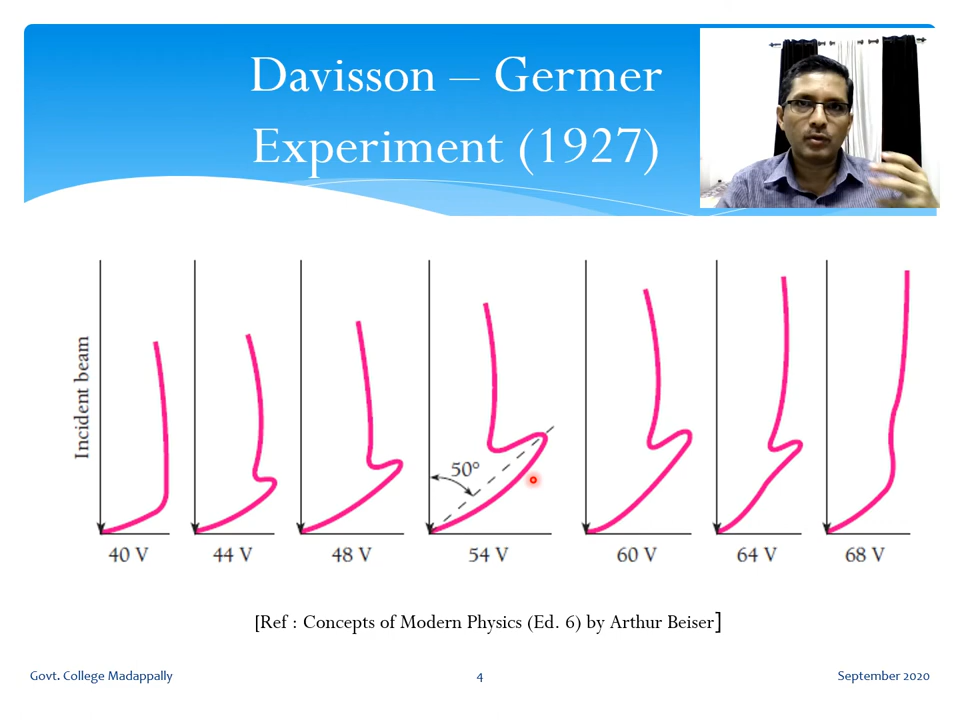 Davisson – Germer
Experiment (1927)
Incident beam
50°
40 V
44 V
48 V
54 V
60 V
64 V
68 V
[Ref : Concepts of Modern Physics (Ed. 6) by Arthur Beiser]
Govt. College Madappally
4
September 2020